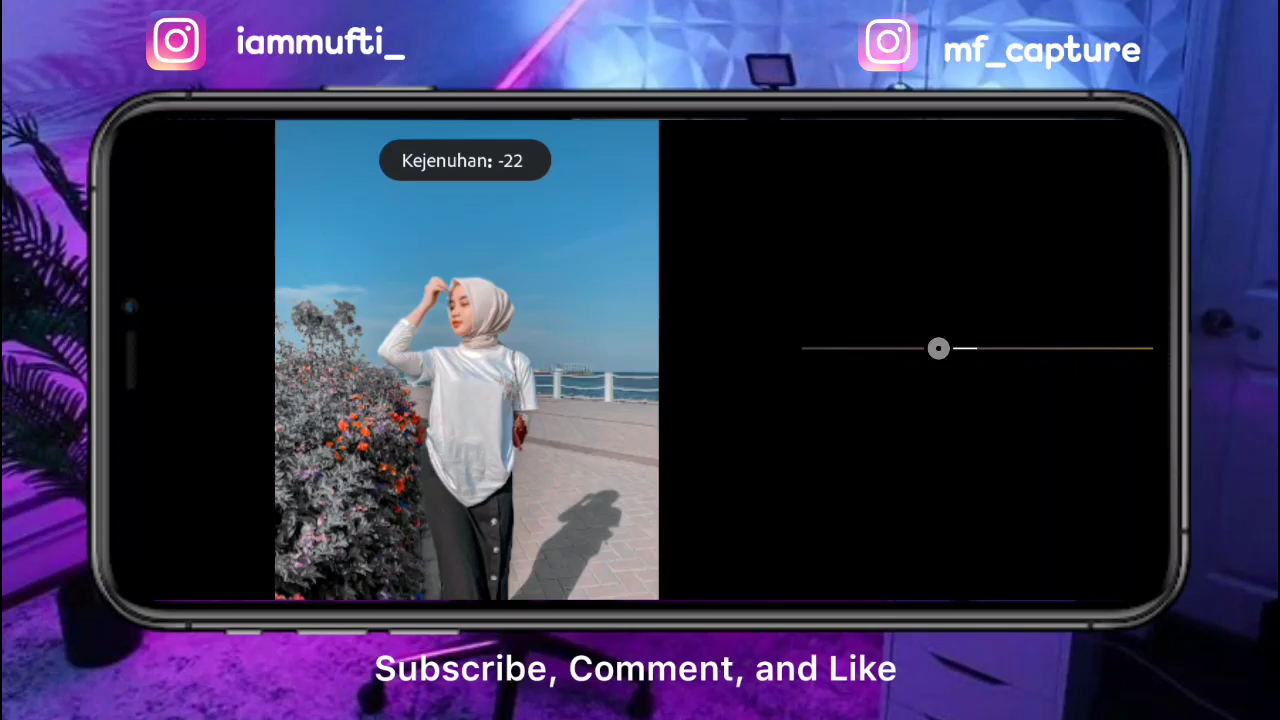 iammufti_
mf_capture
Kejenuhan: -22
Subscribe, Comment, and Like